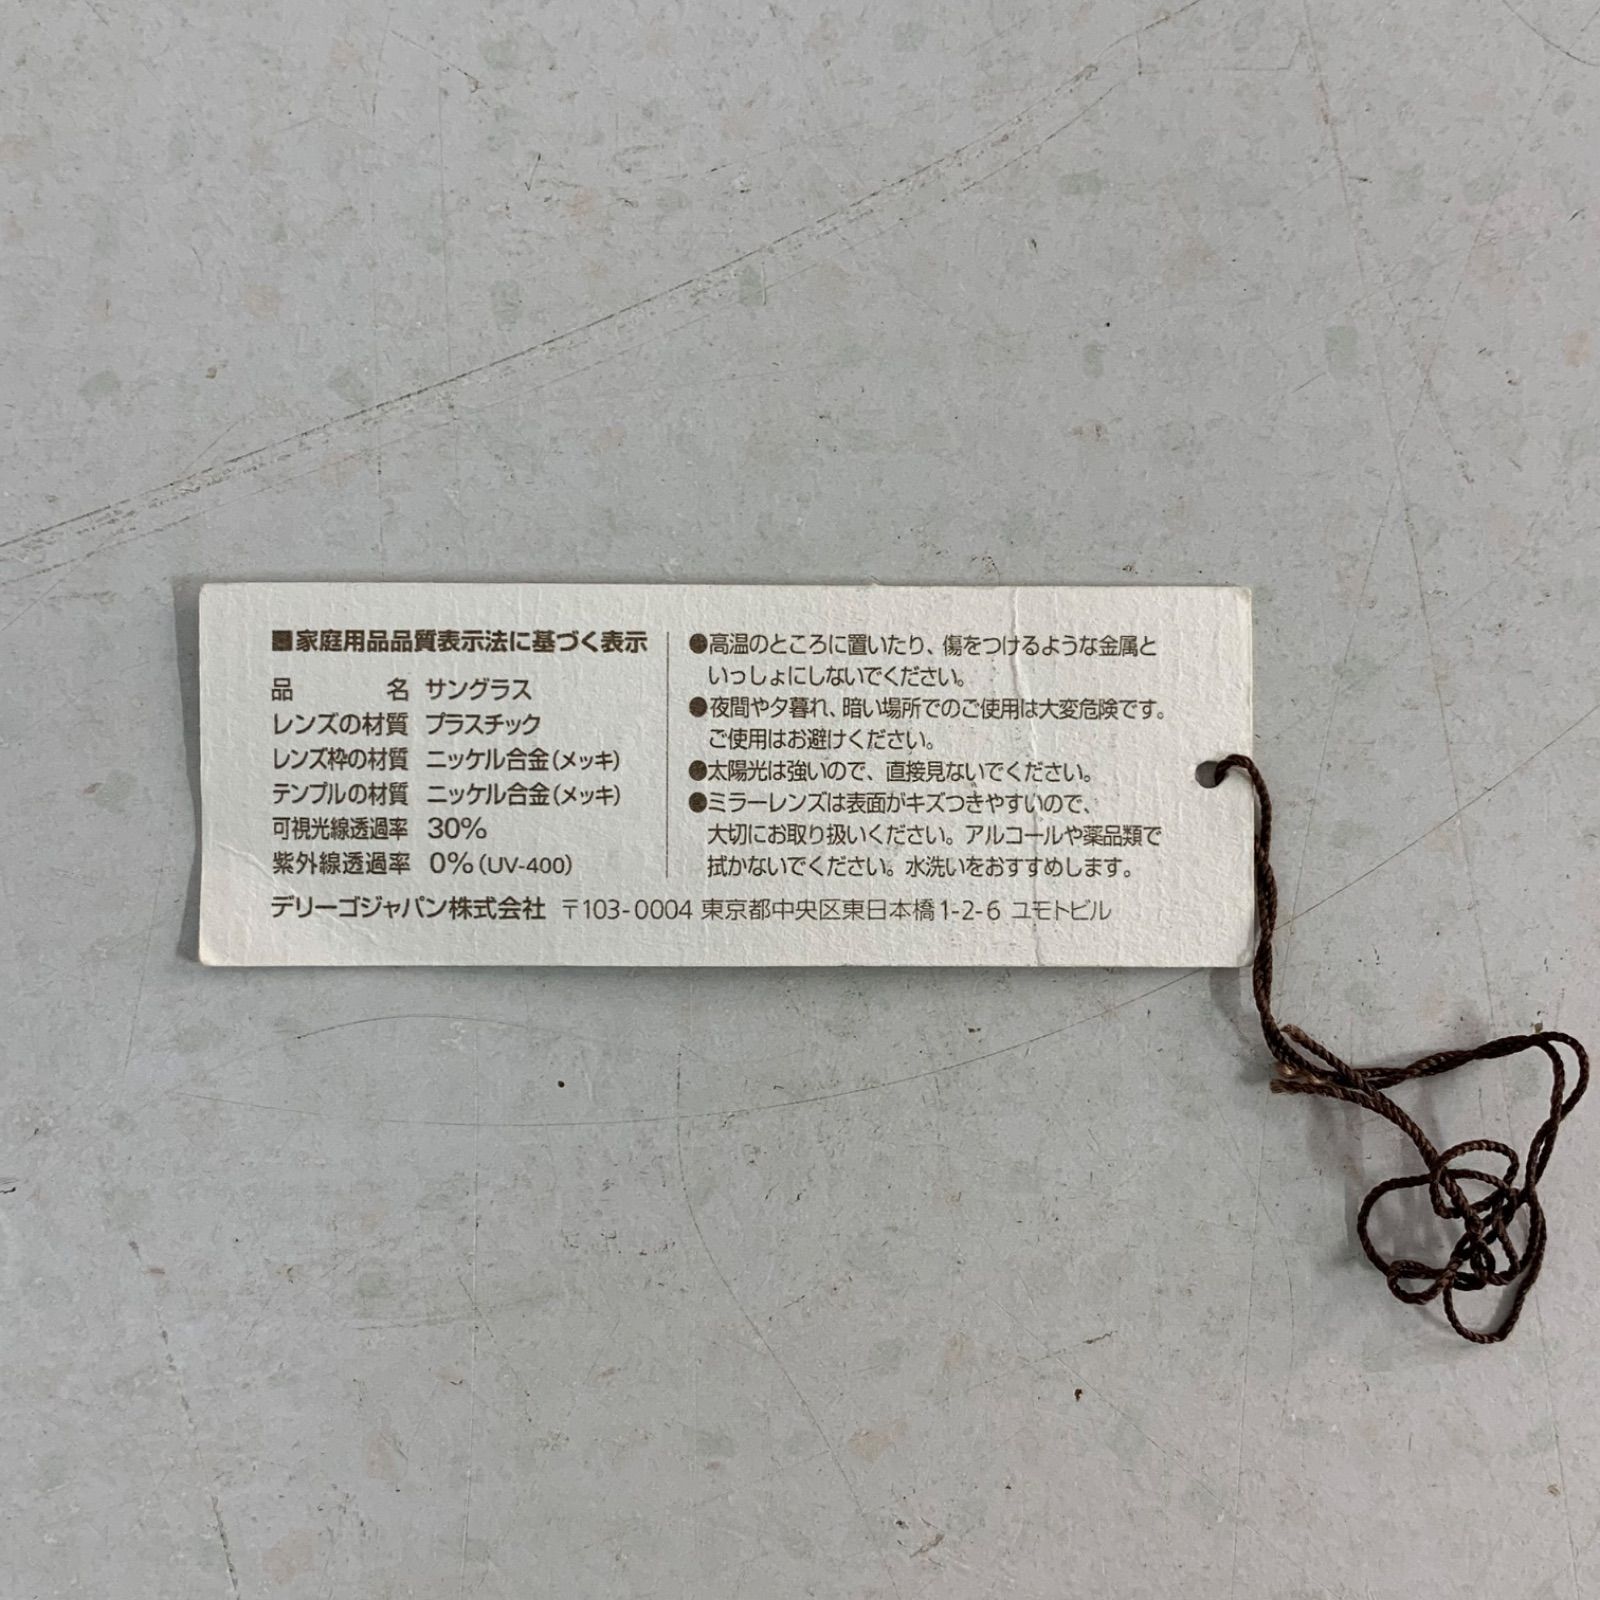 ■家庭用品品質表示法に基づく表示
品　　　名 サングラス
レンズの材質 プラスチック
レンズ枠の材質 ニッケル合金(メッキ)
テンプルの材質 ニッケル合金(メッキ)
可視光線透過率 30%
紫外線透過率 0%(UV-400)
●高温のところに置いたり、傷をつけるような金属と
いっしょにしないでください。
●夜間や夕暮れ、暗い場所でのご使用は大変危険です。
ご使用はお避けください。
●太陽光は強いので、直接見ないでください。
●ミラーレンズは表面がキズつきやすいので、
大切にお取り扱いください。アルコールや薬品類で
拭かないでください。水洗いをおすすめします。
デリーゴジャパン株式会社 〒103-0004 東京都中央区東日本橋1-2-6 ユモトビル